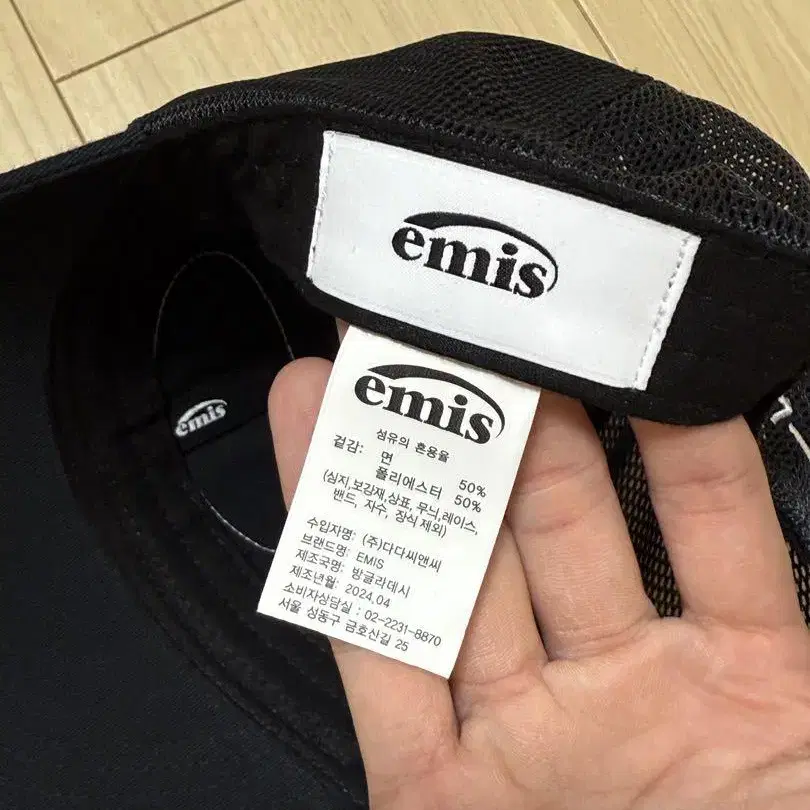 emis
emis
emis
섬유의 혼용율
겉감: 면 50%
폴리에스터 50%
(심지,보강재,상표, 무늬,레이스,
밴드, 자수, 장식 제외)
수입자명: (주)다다씨앤씨
브랜드명: EMIS
제조국명: 방글라데시
제조년월: 2024.04
소비자상담실 : 02-2231-8870
서울 성동구 금호산길 25